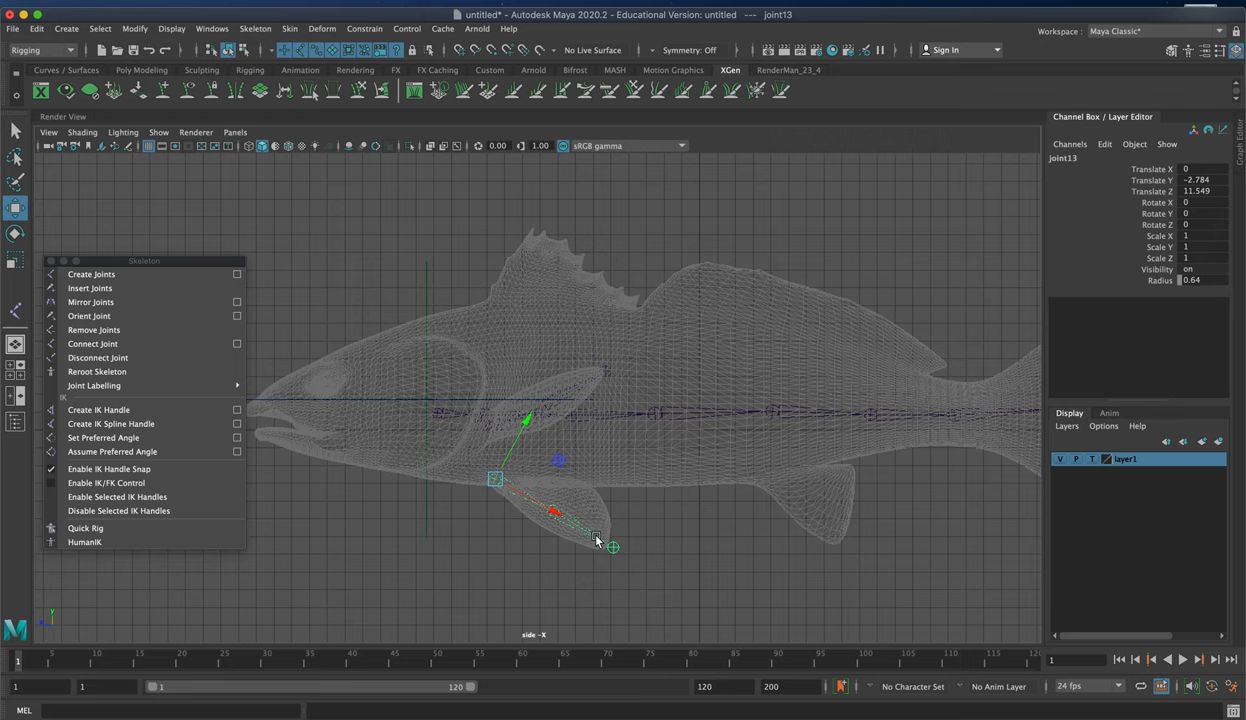 untitled* - Autodesk Maya 2020.2 - Educational Version: untitled --- joint13
File Edit Create Select Modify Display Windows Skeleton Skin Deform Constrain Control Cache Arnold Help
Workspace: Maya Classic*
Rigging No Live Surface Symmetry: Off Sign In
Curves / Surfaces Poly Modeling Sculpting Rigging Animation Rendering FX FX Caching Custom Arnold Bifrost MASH Motion Graphics XGen RenderMan_23_4
Render View
View Shading Lighting Show Renderer Panels
0.00 1.00 sRGB gamma
Skeleton
Create Joints
Insert Joints
Mirror Joints
Orient Joint
Remove Joints
Connect Joint
Disconnect Joint
Reroot Skeleton
Joint Labelling
IK
Create IK Handle
Create IK Spline Handle
Set Preferred Angle
Assume Preferred Angle
Enable IK Handle Snap
Enable IK/FK Control
Enable Selected IK Handles
Disable Selected IK Handles
Quick Rig
HumanIK
side -X
Channel Box / Layer Editor
Channels Edit Object Show
joint13
Translate X 0
Translate Y -2.784
Translate Z 11.549
Rotate X 0
Rotate Y 0
Rotate Z 0
Scale X 1
Scale Y 1
Scale Z 1
Visibility on
Radius 0.64
Graph Editor
Display Anim
Layers Options Help
V P T layer1
y
1 5 10 15 20 25 30 35 40 45 50 55 60 65 70 75 80 85 90 95 100 105 110 115 120
1
1 1 1 120 120 200 No Character Set No Anim Layer 24 fps
MEL